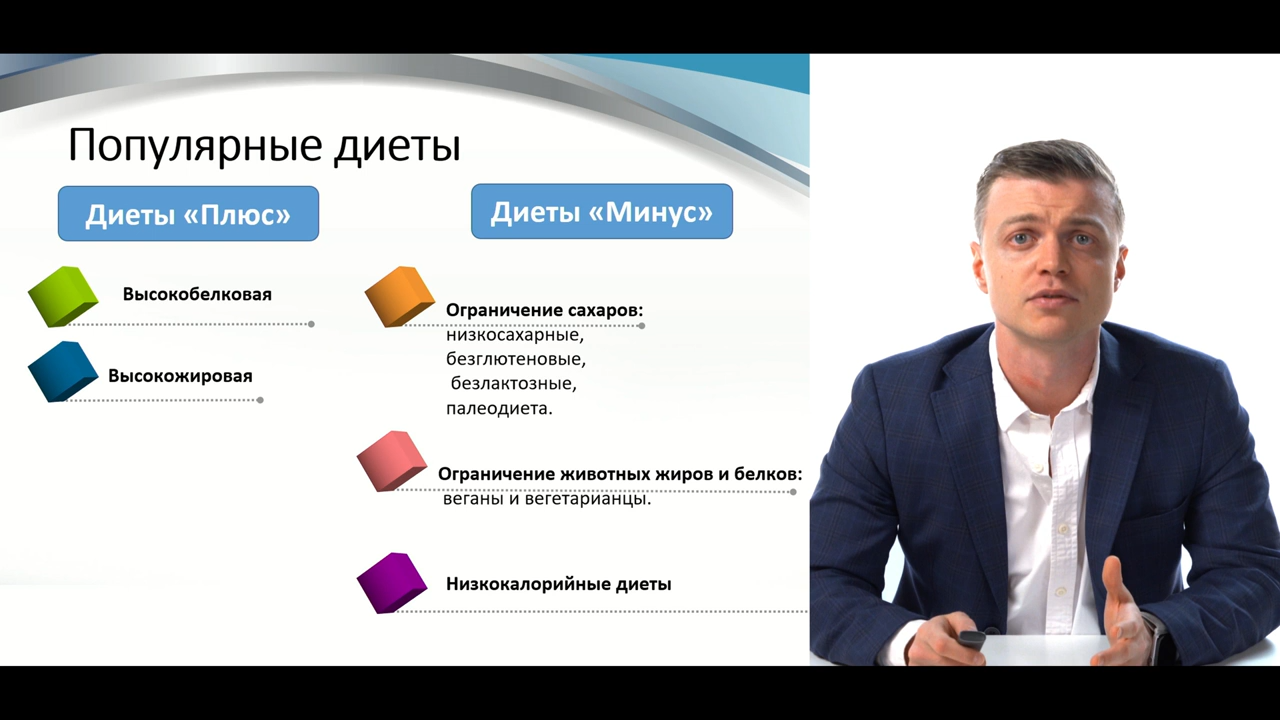 Популярные диеты
Диеты «Плюс»
Высокобелковая
Высокожировая
Диеты «Минус»
Ограничение сахаров:
низкосахарные,
безглютеновые,
безлактозные,
палеодиета.
Ограничение животных жиров и белков:
веганы и вегетарианцы.
Низкокалорийные диеты